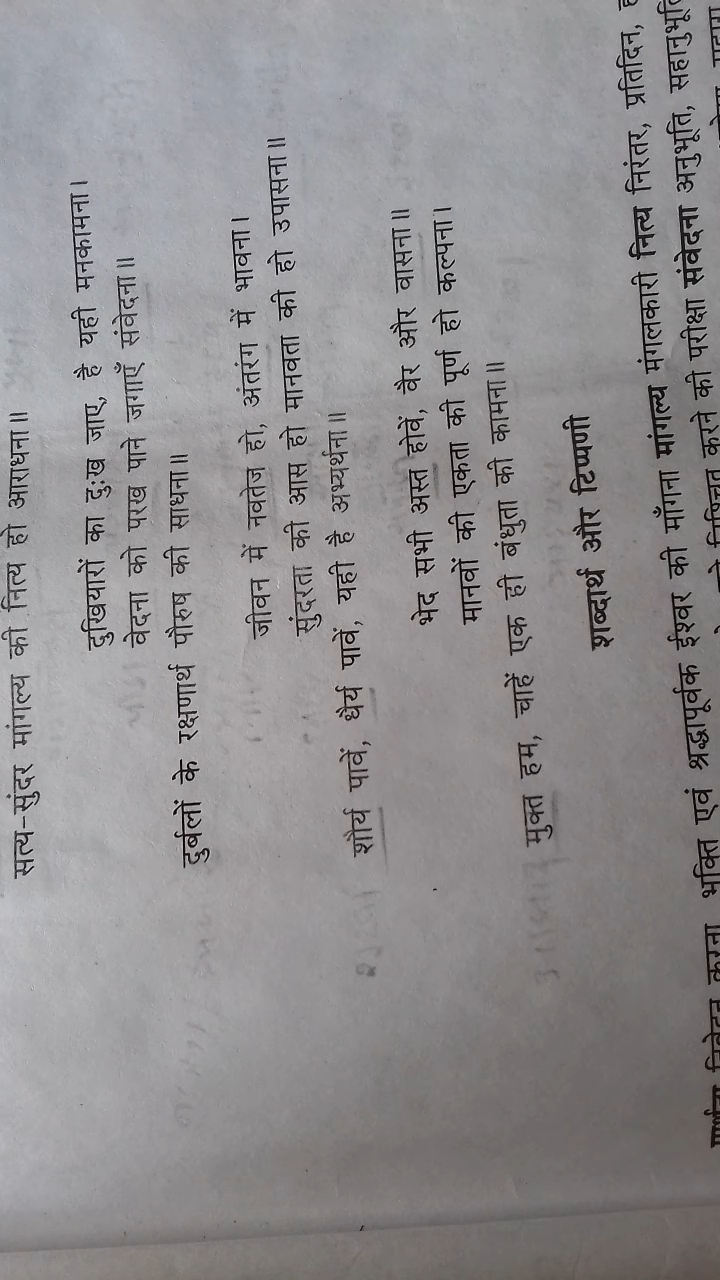 सत्य-सुंदर मांगल्य की नित्य हो आराधना॥
दुखियारों का दुःख जाए, है यही मनकामना।
वेदना को परख पाने जगाएँ संवेदना॥
दुर्बलों के रक्षणार्थ पौरुष की साधना॥
जीवन में नवतेज हो, अंतरंग में भावना।
सुंदरता की आस हो मानवता की हो उपासना॥
शौर्य पावें, धैर्य पावें, यही है अभ्यर्थना॥
भेद सभी अस्त होवें, वैर और वासना॥
मानवों की एकता की पूर्ण हो कल्पना।
मुक्त हम, चाहें एक ही बंधुता की कामना॥
शब्दार्थ और टिप्पणी
भक्ति एवं श्रद्धापूर्वक ईश्वर की माँगना मांगल्य मंगलकारी नित्य निरंतर, प्रतिदिन,
करने की परीक्षा संवेदना अनुभूति, सहानुभूति